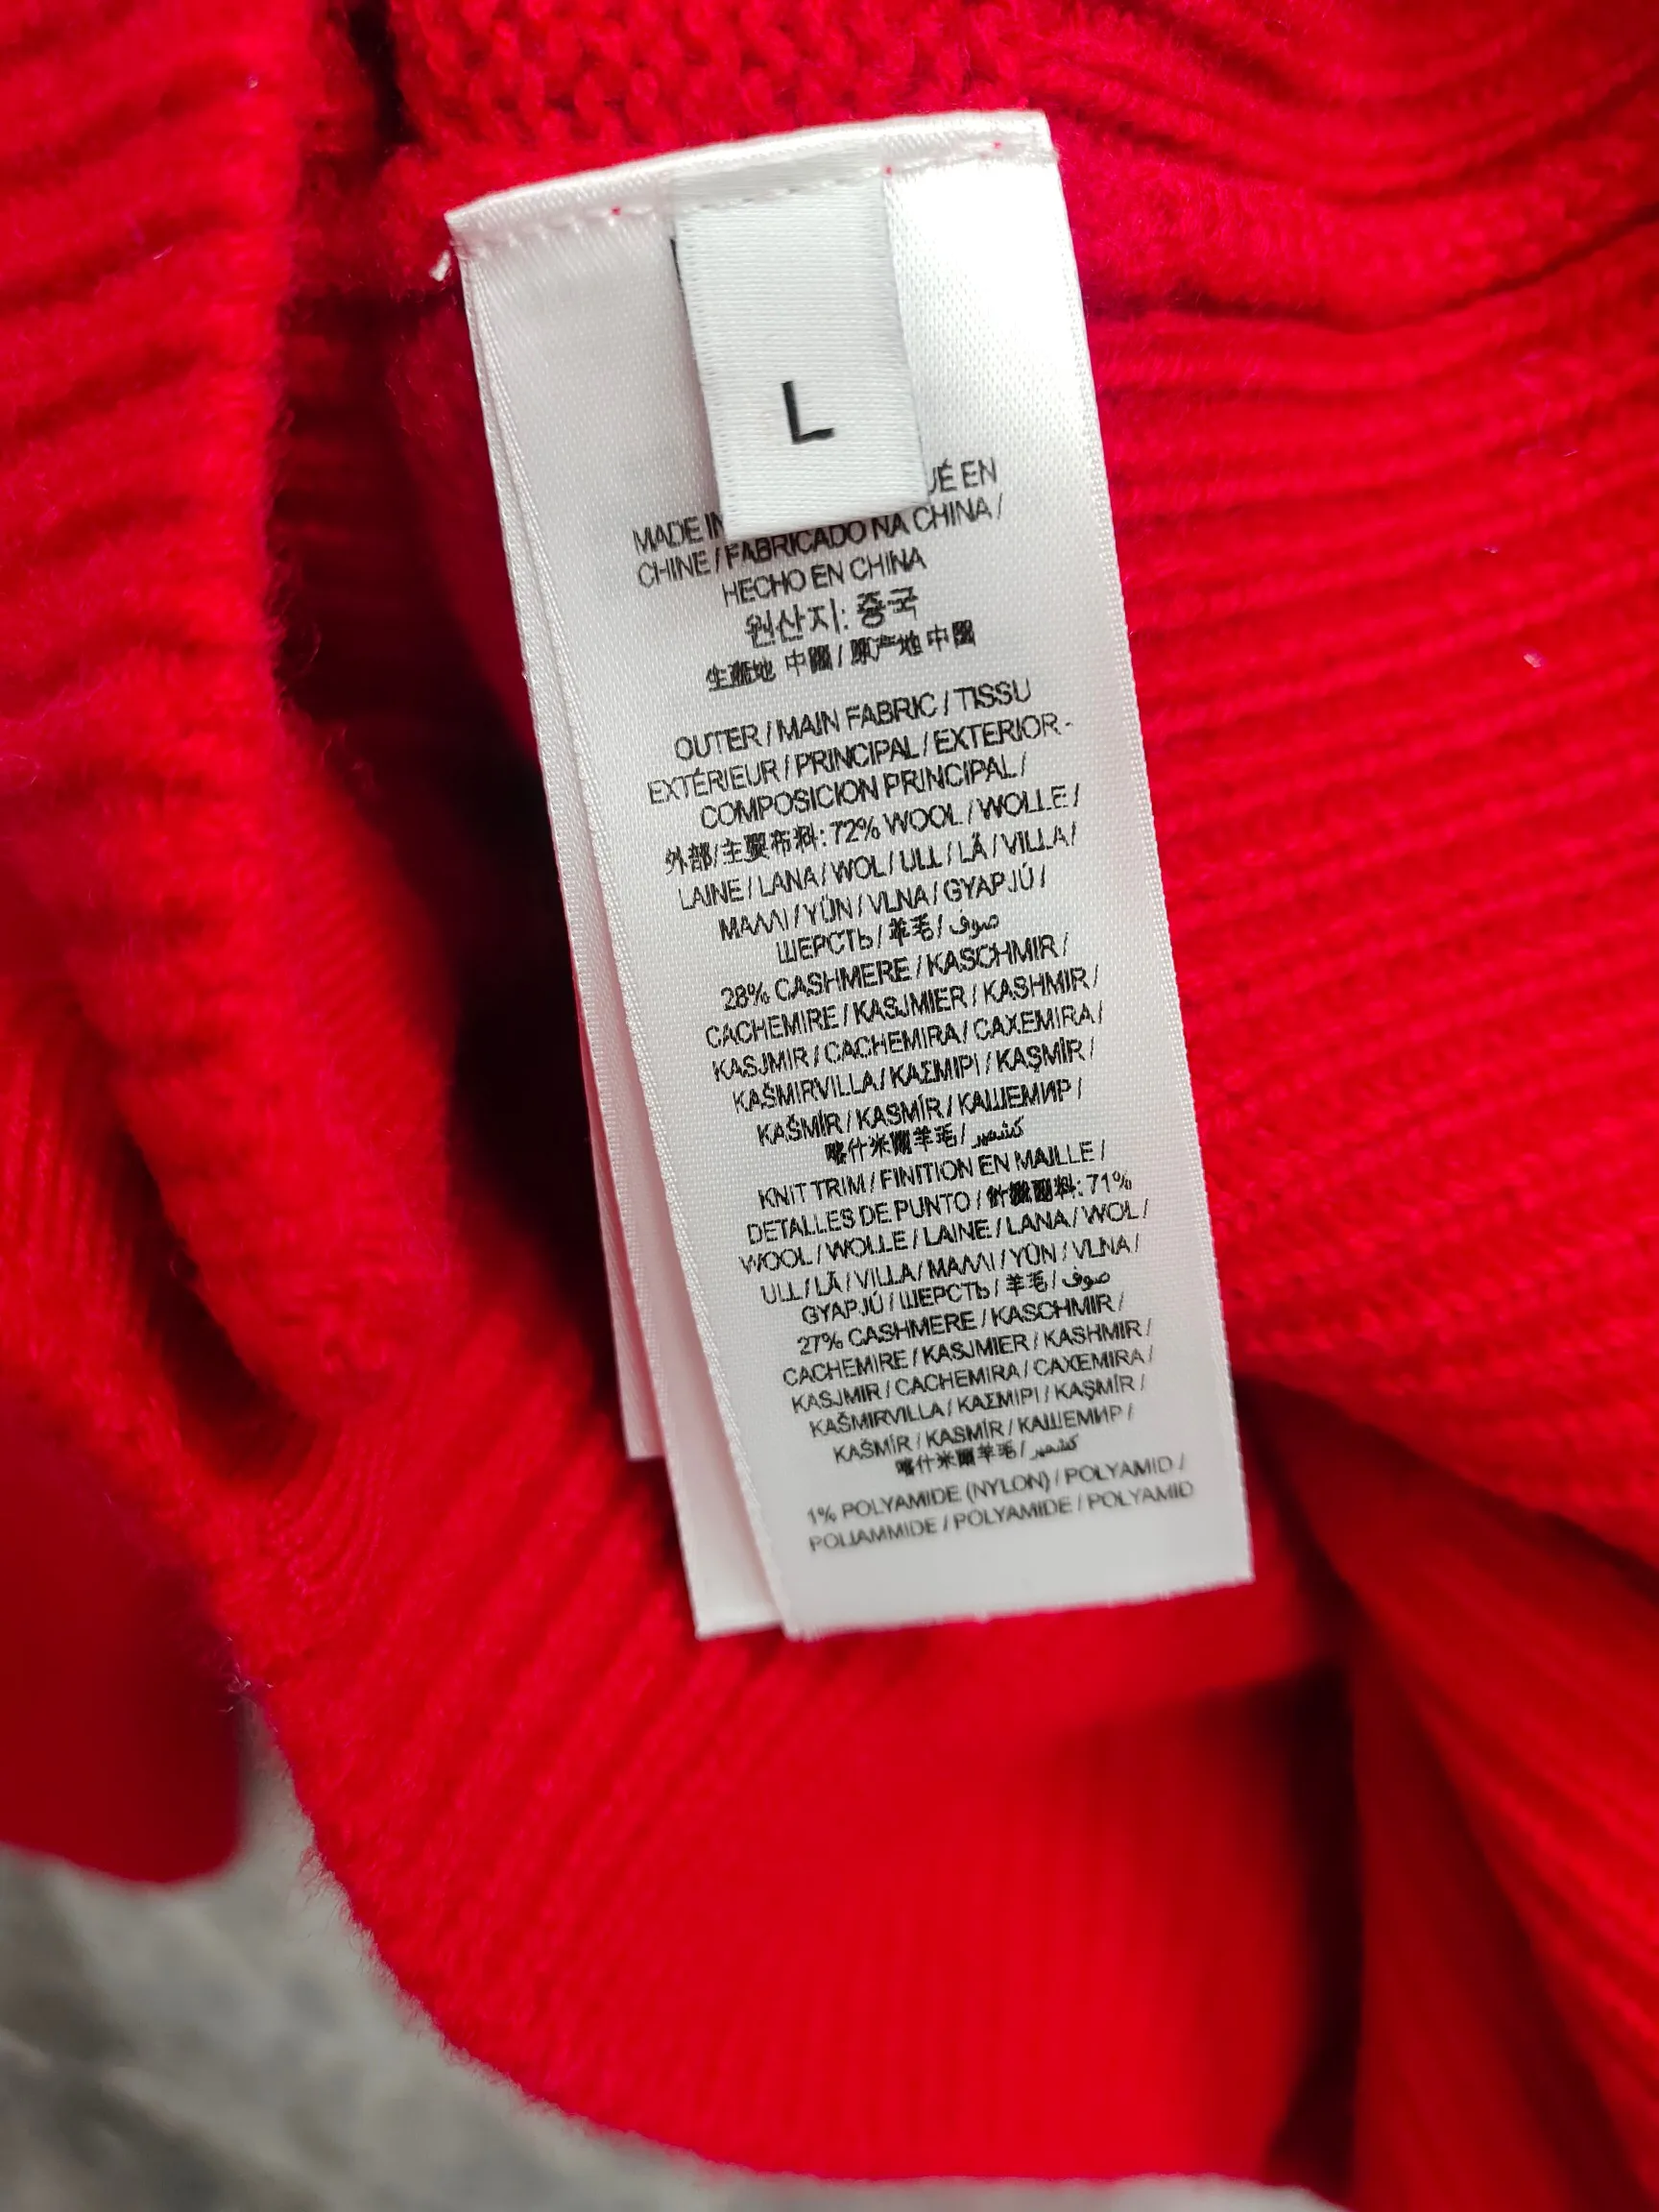 L
MADE IN UÉ EN
CHINE / FABRICADO NA CHINA /
HECHO EN CHINA
원산지: 중국
生產地 中國 / 原产地 中國
OUTER / MAIN FABRIC / TISSU
EXTÉRIEUR / PRINCIPAL / EXTERIOR -
COMPOSICION PRINCIPAL /
外部/主要布料: 72% WOOL / WOLLE /
LAINE / LANA / WOL / ULL / LÃ / VILLA /
ΜΑΛΛΙ / YÜN / VLNA / GYAPJÚ /
ШЕРСТЬ / 羊毛 / صوف
28% CASHMERE / KASCHMIR /
CACHEMIRE / KASJMIER / KASHMIR /
KASJMIR / CACHEMIRA / CAXEMIRA /
KAŠMIRVILLA / ΚΑΣΜΙΡΙ / KAŞMİR /
KAŠMÍR / KASMÍR / КАШЕМИР /
喀什米爾羊毛 / كشمير
KNIT TRIM / FINITION EN MAILLE /
DETALLES DE PUNTO / 針織面料: 71%
WOOL / WOLLE / LAINE / LANA / WOL /
ULL / LÃ / VILLA / ΜΑΛΛΙ / YÜN / VLNA /
GYAPJÚ / ШЕРСТЬ / 羊毛 / صوف
27% CASHMERE / KASCHMIR /
CACHEMIRE / KASJMIER / KASHMIR /
KASJMIR / CACHEMIRA / CAXEMIRA /
KAŠMIRVILLA / ΚΑΣΜΙΡΙ / KAŞMİR /
KAŠMÍR / KASMÍR / КАШЕМИР /
喀什米爾羊毛 / كشمير
1% POLYAMIDE (NYLON) / POLYAMID /
POLIAMMIDE / POLYAMIDE / POLYAMID